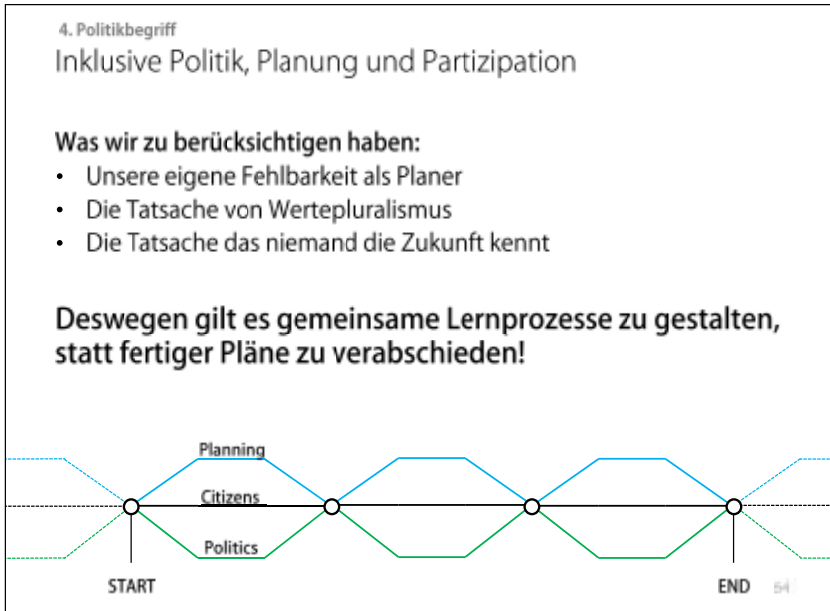 4. Politikbegriff
Inklusive Politik, Planung und Partizipation
Was wir zu berücksichtigen haben:
• Unsere eigene Fehlbarkeit als Planer
• Die Tatsache von Wertepluralismus
• Die Tatsache das niemand die Zukunft kennt
Deswegen gilt es gemeinsame Lernprozesse zu gestalten,
statt fertiger Pläne zu verabschieden!
Planning
Citizens
Politics
START
END